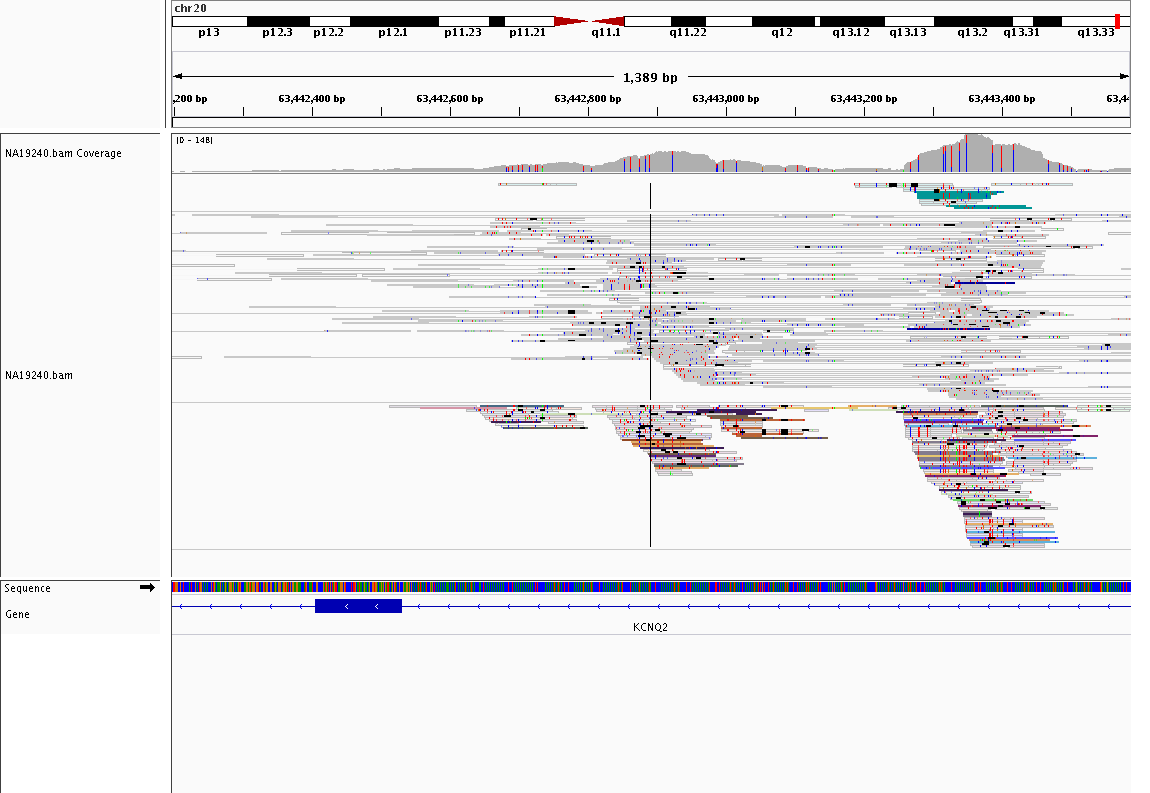 chr20
p13 p12.3 p12.2 p12.1 p11.23 p11.21 q11.1 q11.22 q12 q13.12 q13.13 q13.2 q13.31 q13.33
1,389 bp
,200 bp 63,442,400 bp 63,442,600 bp 63,442,800 bp 63,443,000 bp 63,443,200 bp 63,443,400 bp 63,44
[0 - 148]
NA19240.bam Coverage
NA19240.bam
Sequence
Gene
KCNQ2